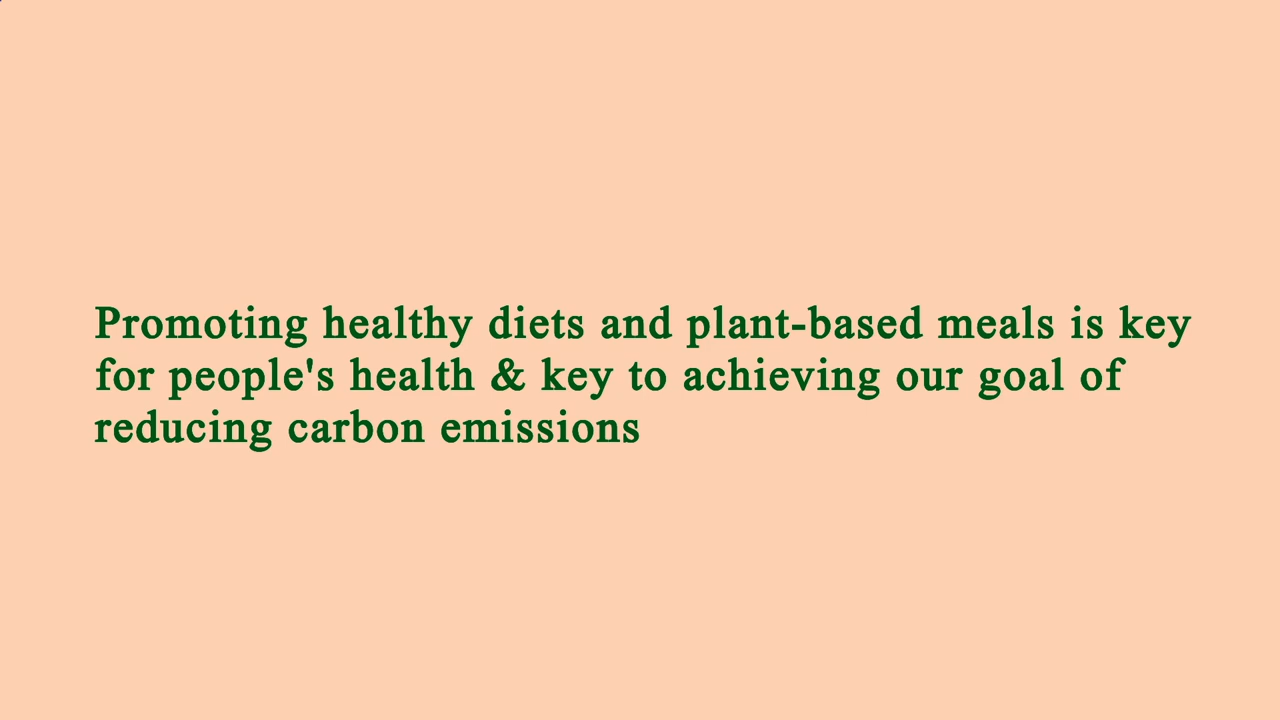 Promoting healthy diets and plant-based meals is key
for people's health & key to achieving our goal of
reducing carbon emissions